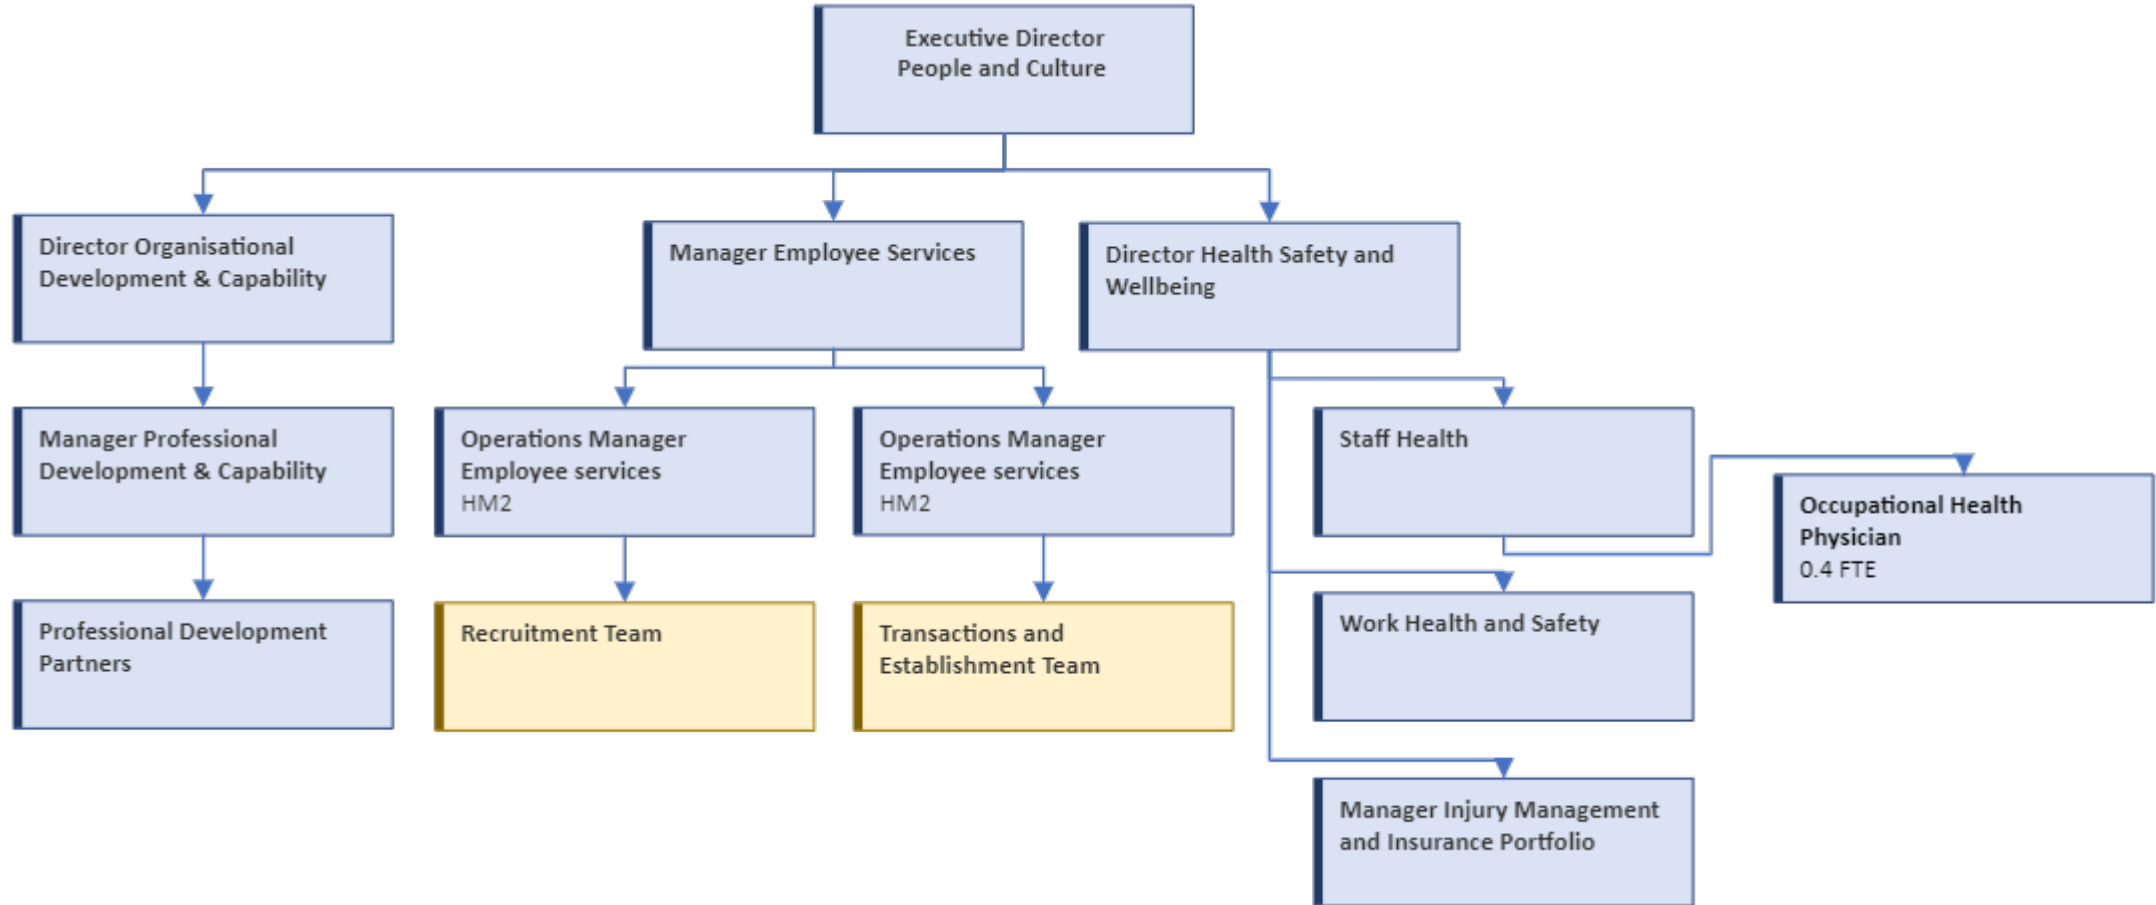 Executive Director
People and Culture
Director Organisational
Development & Capability
Manager Employee Services
Director Health Safety and
Wellbeing
Manager Professional
Development & Capability
Operations Manager
Employee services
HM2
Operations Manager
Employee services
HM2
Staff Health
Occupational Health
Physician
0.4 FTE
Professional Development
Partners
Recruitment Team
Transactions and
Establishment Team
Work Health and Safety
Manager Injury Management
and Insurance Portfolio